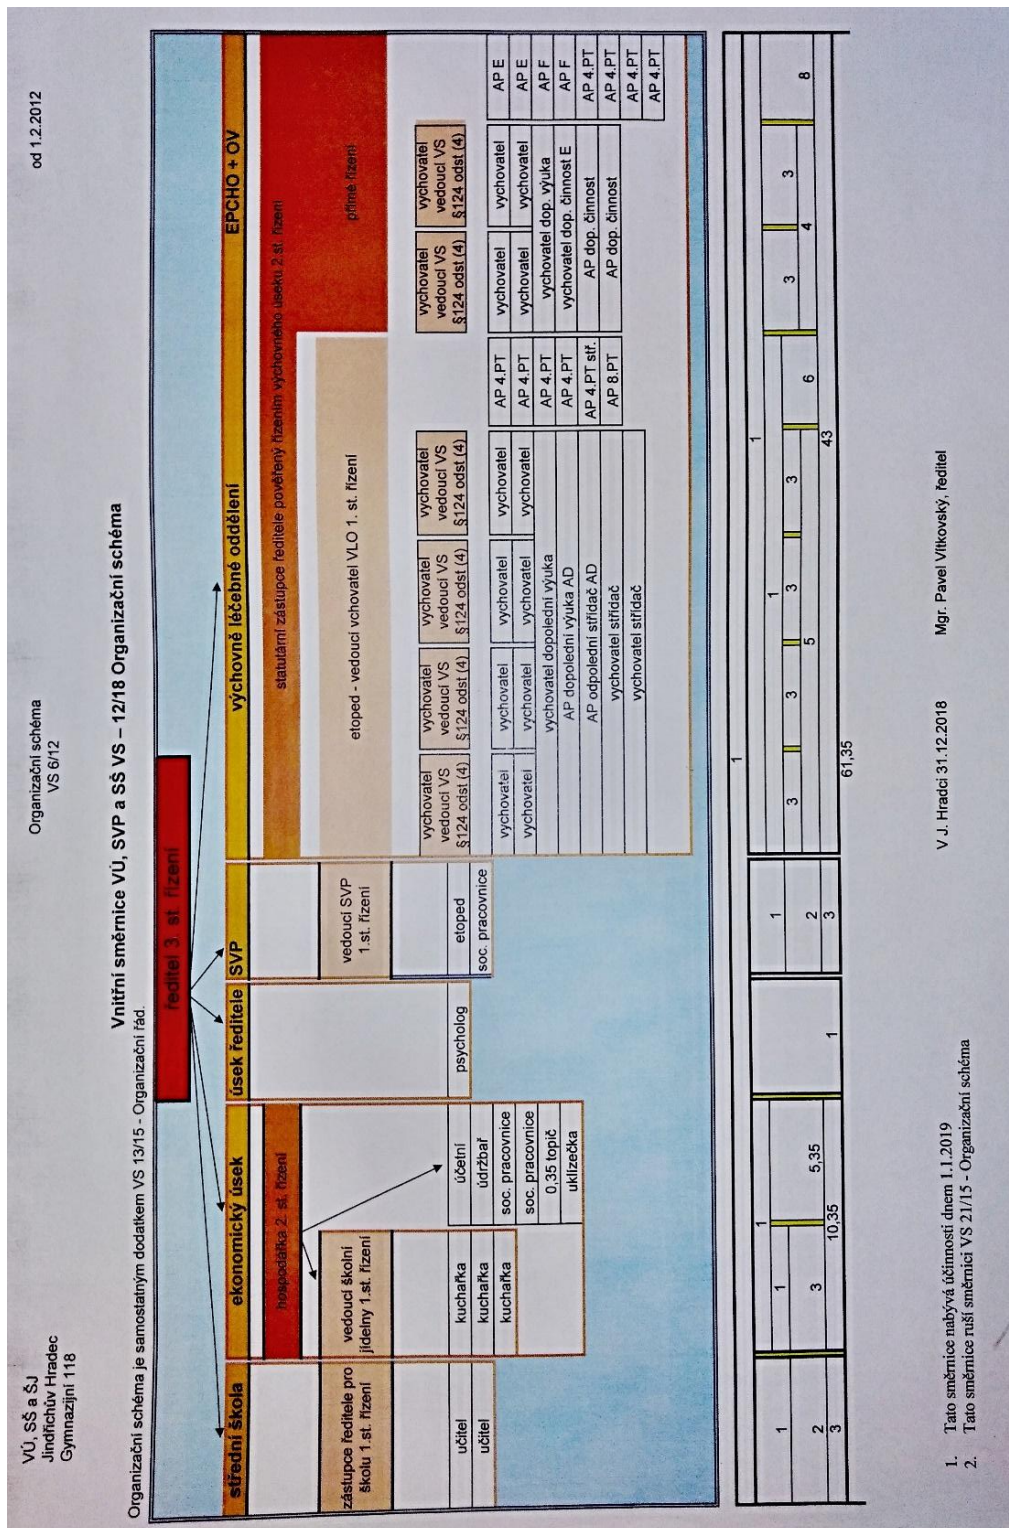 VÚ, SŠ a ŠJ
Jindřichův Hradec
Gymnazijní 118
Organizační schéma
VS 6/12
od 1.2.2012
Vnitřní směrnice VÚ, SVP a SŠ VS – 12/18 Organizační schéma
Organizační schéma je samostatným dodatkem VS 13/15 - Organizační řád.
ředitel 3. st. řízení
střední škola
ekonomický úsek
úsek ředitele
SVP
výchovně léčebné oddělení
EPCHO + OV
hospodářka 2. st. řízení
statutární zástupce ředitele pověřený řízením výchovného úseku 2.st. řízení
zástupce ředitele pro
školu 1.st. řízení
vedoucí školní
jídelny 1.st. řízení
vedoucí SVP
1.st. řízení
etoped - vedoucí vchovatel VLO 1. st. řízení
přímé řízení
učitel
učitel
kuchařka
kuchařka
kuchařka
účetní
údržbař
soc. pracovnice
soc. pracovnice
0,35 topič
uklízečka
psycholog
etoped
soc. pracovnice
vychovatel
vedoucí VS
§124 odst (4)
vychovatel
vedoucí VS
§124 odst (4)
vychovatel
vedoucí VS
§124 odst (4)
vychovatel
vedoucí VS
§124 odst (4)
vychovatel
vedoucí VS
§124 odst (4)
vychovatel
vedoucí VS
§124 odst (4)
vychovatel vychovatel vychovatel vychovatel
vychovatel vychovatel vychovatel vychovatel
vychovatel dopolední výuka
AP dopolední výuka AD
AP odpolední střídač AD
vychovatel střídač
vychovatel střídač
AP 4.PT
AP 4.PT
AP 4.PT
AP 4.PT
AP 4.PT stř.
AP 8.PT
vychovatel vychovatel
vychovatel vychovatel
vychovatel dop. výuka
vychovatel dop. činnost E
AP dop. činnost
AP dop. činnost
AP E
AP E
AP F
AP F
AP 4.PT
AP 4.PT
AP 4.PT
AP 4.PT
1
1 1
1 1 1 1
3 3 3 3 3 3
2 3 5,35 2 5 6 4 8
3 10,35 1 3 43
61,35
V J. Hradci 31.12.2018 Mgr. Pavel Vítkovský, ředitel
1. Tato směrnice nabývá účinností dnem 1.1.2019
2. Tato směrnice ruší směrnici VS 21/15 - Organizační schéma